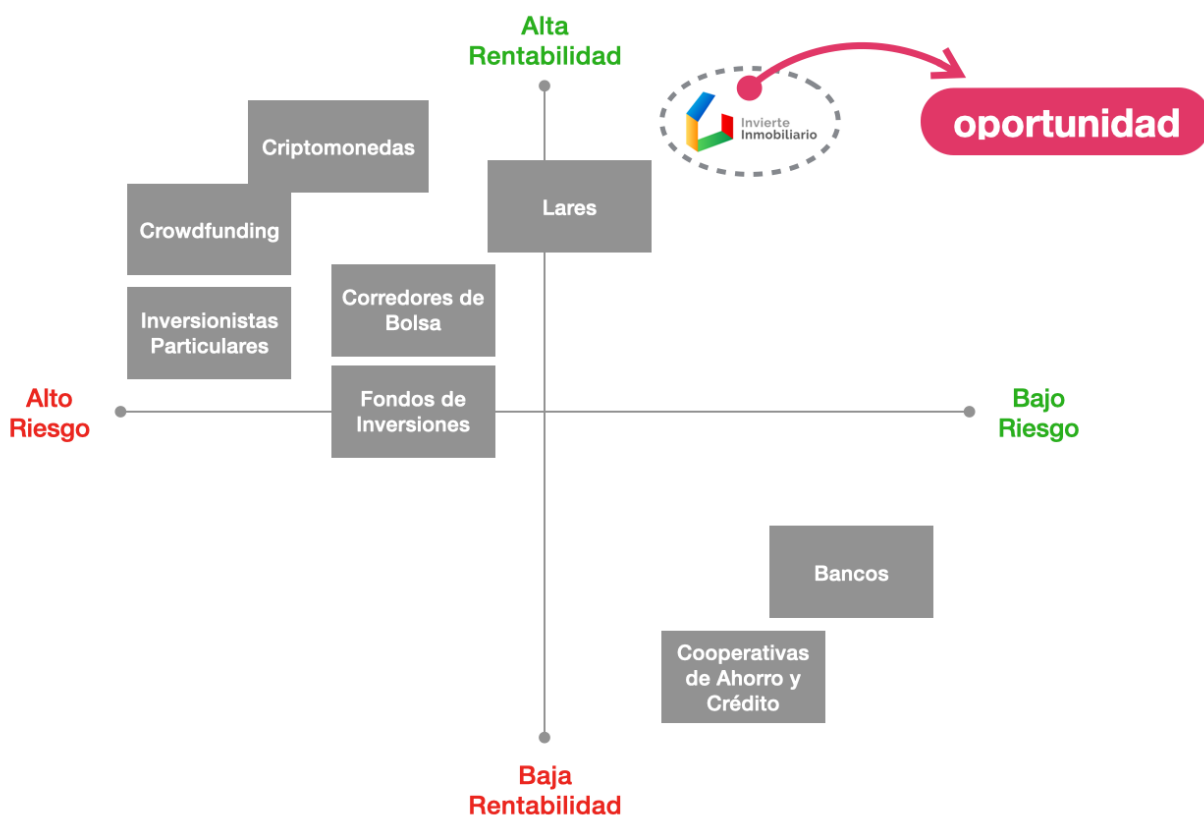 Alta
Rentabilidad
Invierte
Inmobiliario
oportunidad
Criptomonedas
Lares
Crowdfunding
Corredores de
Bolsa
Inversionistas
Particulares
Alto
Riesgo
Fondos de
Inversiones
Bajo
Riesgo
Bancos
Cooperativas
de Ahorro y
Crédito
Baja
Rentabilidad